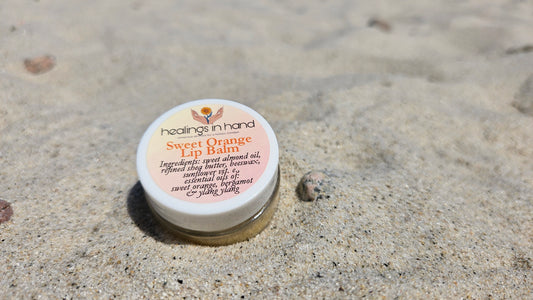 healings in hand
Sweet Orange
Lip Balm
Ingredients: sweet almond oil,
refined shea butter, beeswax,
sunflower vit. e,
essential oils of:
sweet orange, bergamot
& ylang ylang